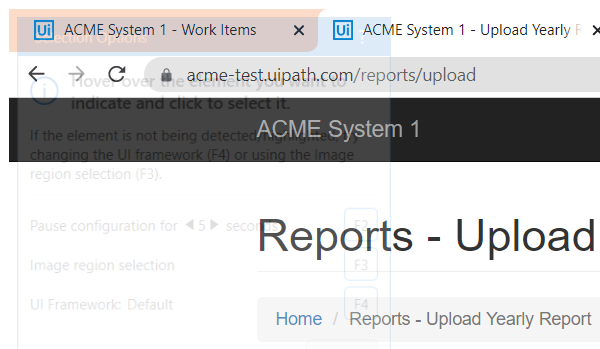 Ui ACME System 1 - Work Items
Ui ACME System 1 - Upload Yearly R
Selection Options
acme-test.uipath.com/reports/upload
Hover over the element you want to
indicate and click to select it.
ACME System 1
If the element is not being detected/highlighted, try
changing the UI framework (F4) or using the Image
region selection (F3).
Pause configuration for 5 seconds F2
Reports - Upload
Image region selection F3
UI Framework: Default F4
Home / Reports - Upload Yearly Report